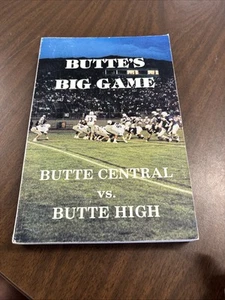 BUTTE'S
BIG GAME
BUTTE CENTRAL
vs.
BUTTE HIGH